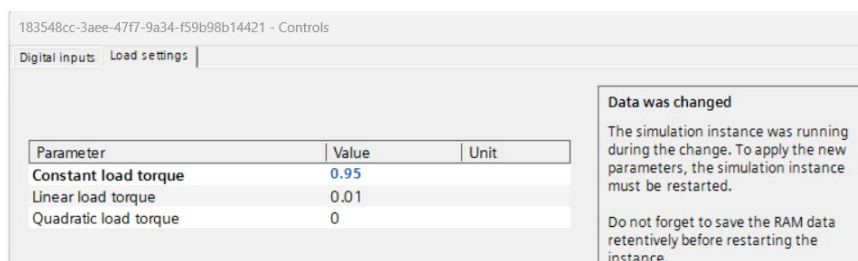 183548cc-3aee-47f7-9a34-f59b98b14421 - Controls
Digital inputs Load settings
Parameter Value Unit
Constant load torque 0.95
Linear load torque 0.01
Quadratic load torque 0
Data was changed
The simulation instance was running
during the change. To apply the new
parameters, the simulation instance
must be restarted.
Do not forget to save the RAM data
retentively before restarting the
instance.